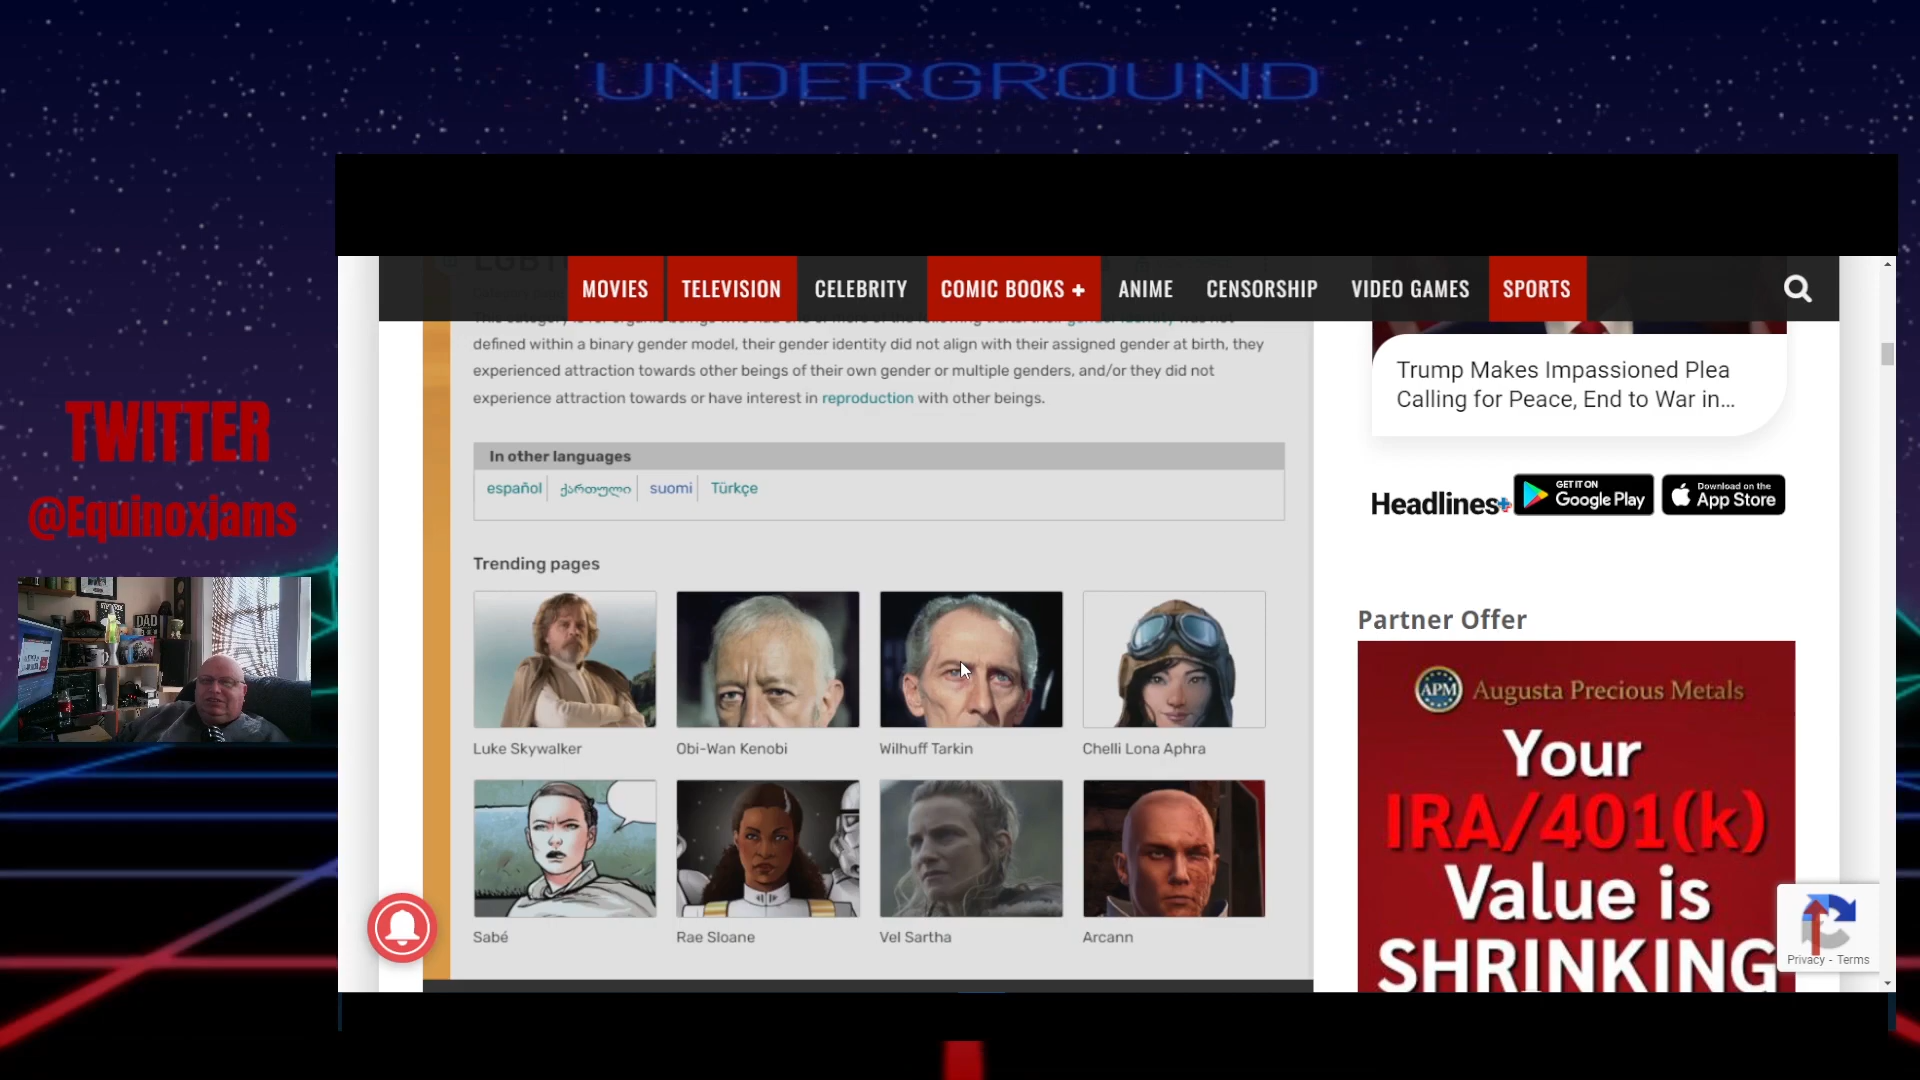 UNDERGROUND
MOVIES
TELEVISION
CELEBRITY
COMIC BOOKS +
ANIME
CENSORSHIP
VIDEO GAMES
SPORTS
defined within a binary gender model, their gender identity did not align with their assigned gender at birth, they
experienced attraction towards other beings of their own gender or multiple genders, and/or they did not
experience attraction towards or have interest in reproduction with other beings.
In other languages
español
ქართული
suomi
Türkçe
Trending pages
Luke Skywalker
Obi-Wan Kenobi
Wilhuff Tarkin
Chelli Lona Aphra
Sabé
Rae Sloane
Vel Sartha
Arcann
Trump Makes Impassioned Plea
Calling for Peace, End to War in...
Headlines
GET IT ON
Google Play
Download on the
App Store
Partner Offer
APM
Augusta Precious Metals
Your
IRA/401(k)
Value is
SHRINKING
Privacy - Terms
TWITTER
@Equinoxjams
DAD